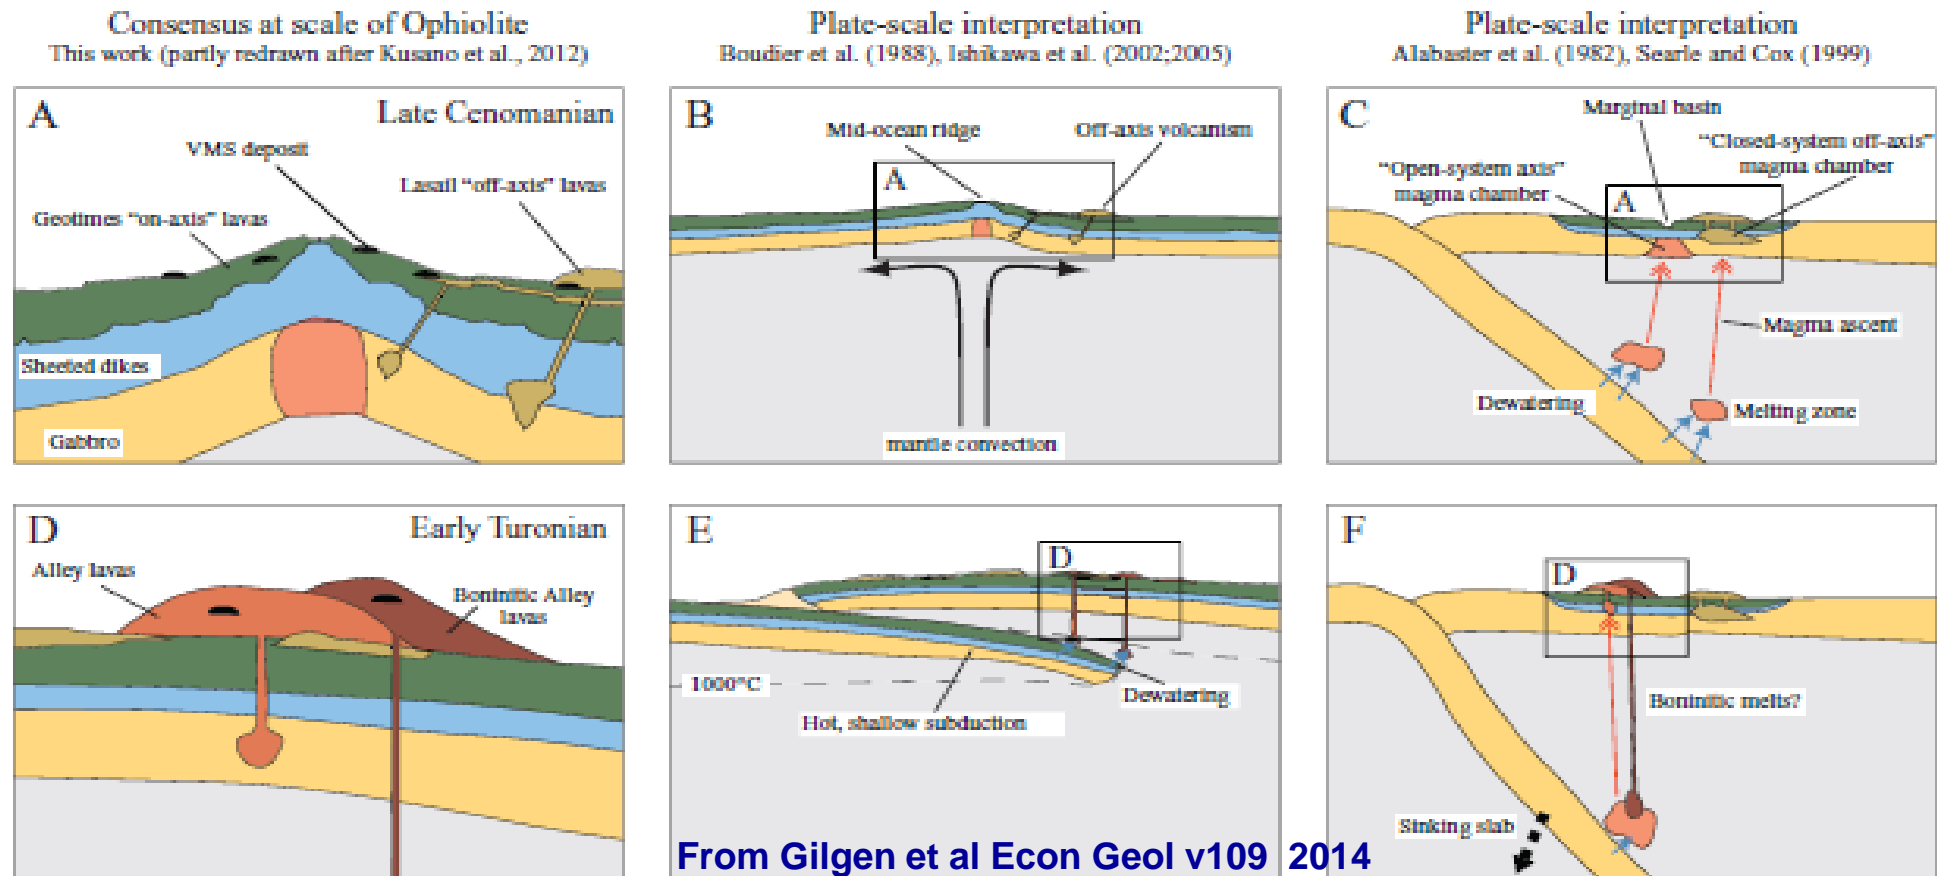 Consensus at scale of Ophiolite
This work (partly redrawn after Kusano et al., 2012)
Plate-scale interpretation
Boudier et al. (1988), Ishikawa et al. (2002;2005)
Plate-scale interpretation
Alabaster et al. (1982), Searle and Cox (1999)
A
Late Cenomanian
VMS deposit
Lasail "off-axis" lavas
Geotimes "on-axis" lavas
Sheeted dikes
Gabbro
B
Mid-ocean ridge
Off-axis volcanism
A
mantle convection
C
Marginal basin
"Closed-system off-axis"
magma chamber
"Open-system axis"
magma chamber
A
Magma ascent
Dewatering
Melting zone
D
Early Turonian
Alley lavas
Boninitic Alley
lavas
E
D
1000°C
Dewatering
Hot, shallow subduction
F
D
Boninitic melts?
Sinking slab
From Gilgen et al Econ Geol v109 2014